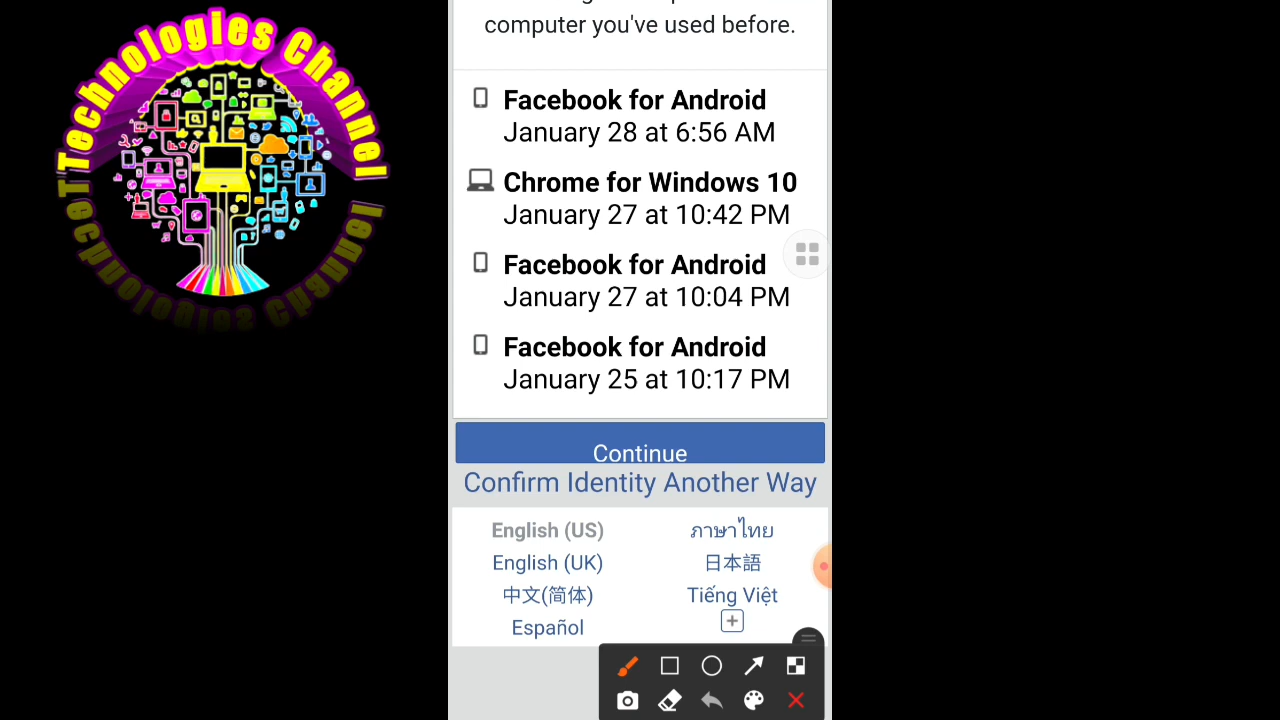 Technologies Channel
computer you've used before.
Facebook for Android
January 28 at 6:56 AM
Chrome for Windows 10
January 27 at 10:42 PM
Facebook for Android
January 27 at 10:04 PM
Facebook for Android
January 25 at 10:17 PM
Continue
Confirm Identity Another Way
English (US)
ภาษาไทย
English (UK)
日本語
中文(简体)
Tiếng Việt
Español